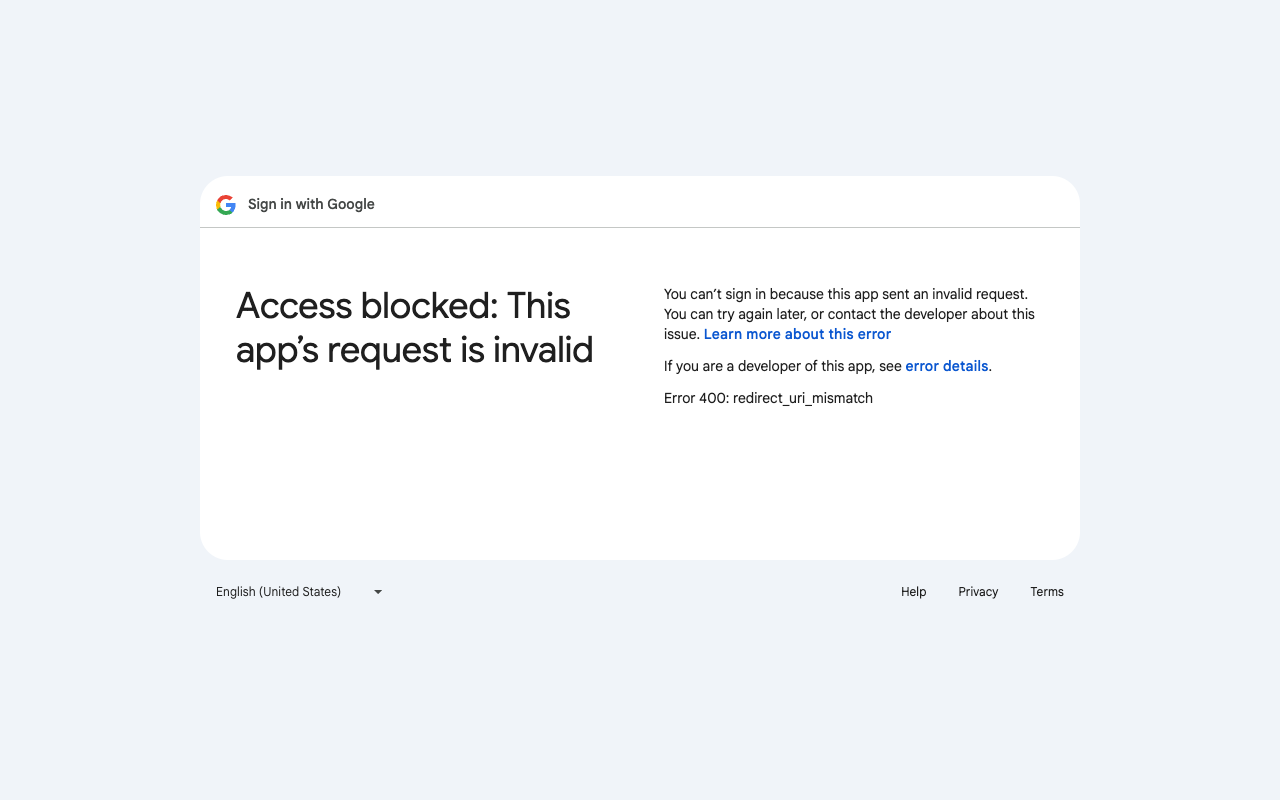 Sign in with Google
Access blocked: This
app’s request is invalid
You can’t sign in because this app sent an invalid request.
You can try again later, or contact the developer about this
issue. Learn more about this error
If you are a developer of this app, see error details.
Error 400: redirect_uri_mismatch
English (United States)
Help
Privacy
Terms